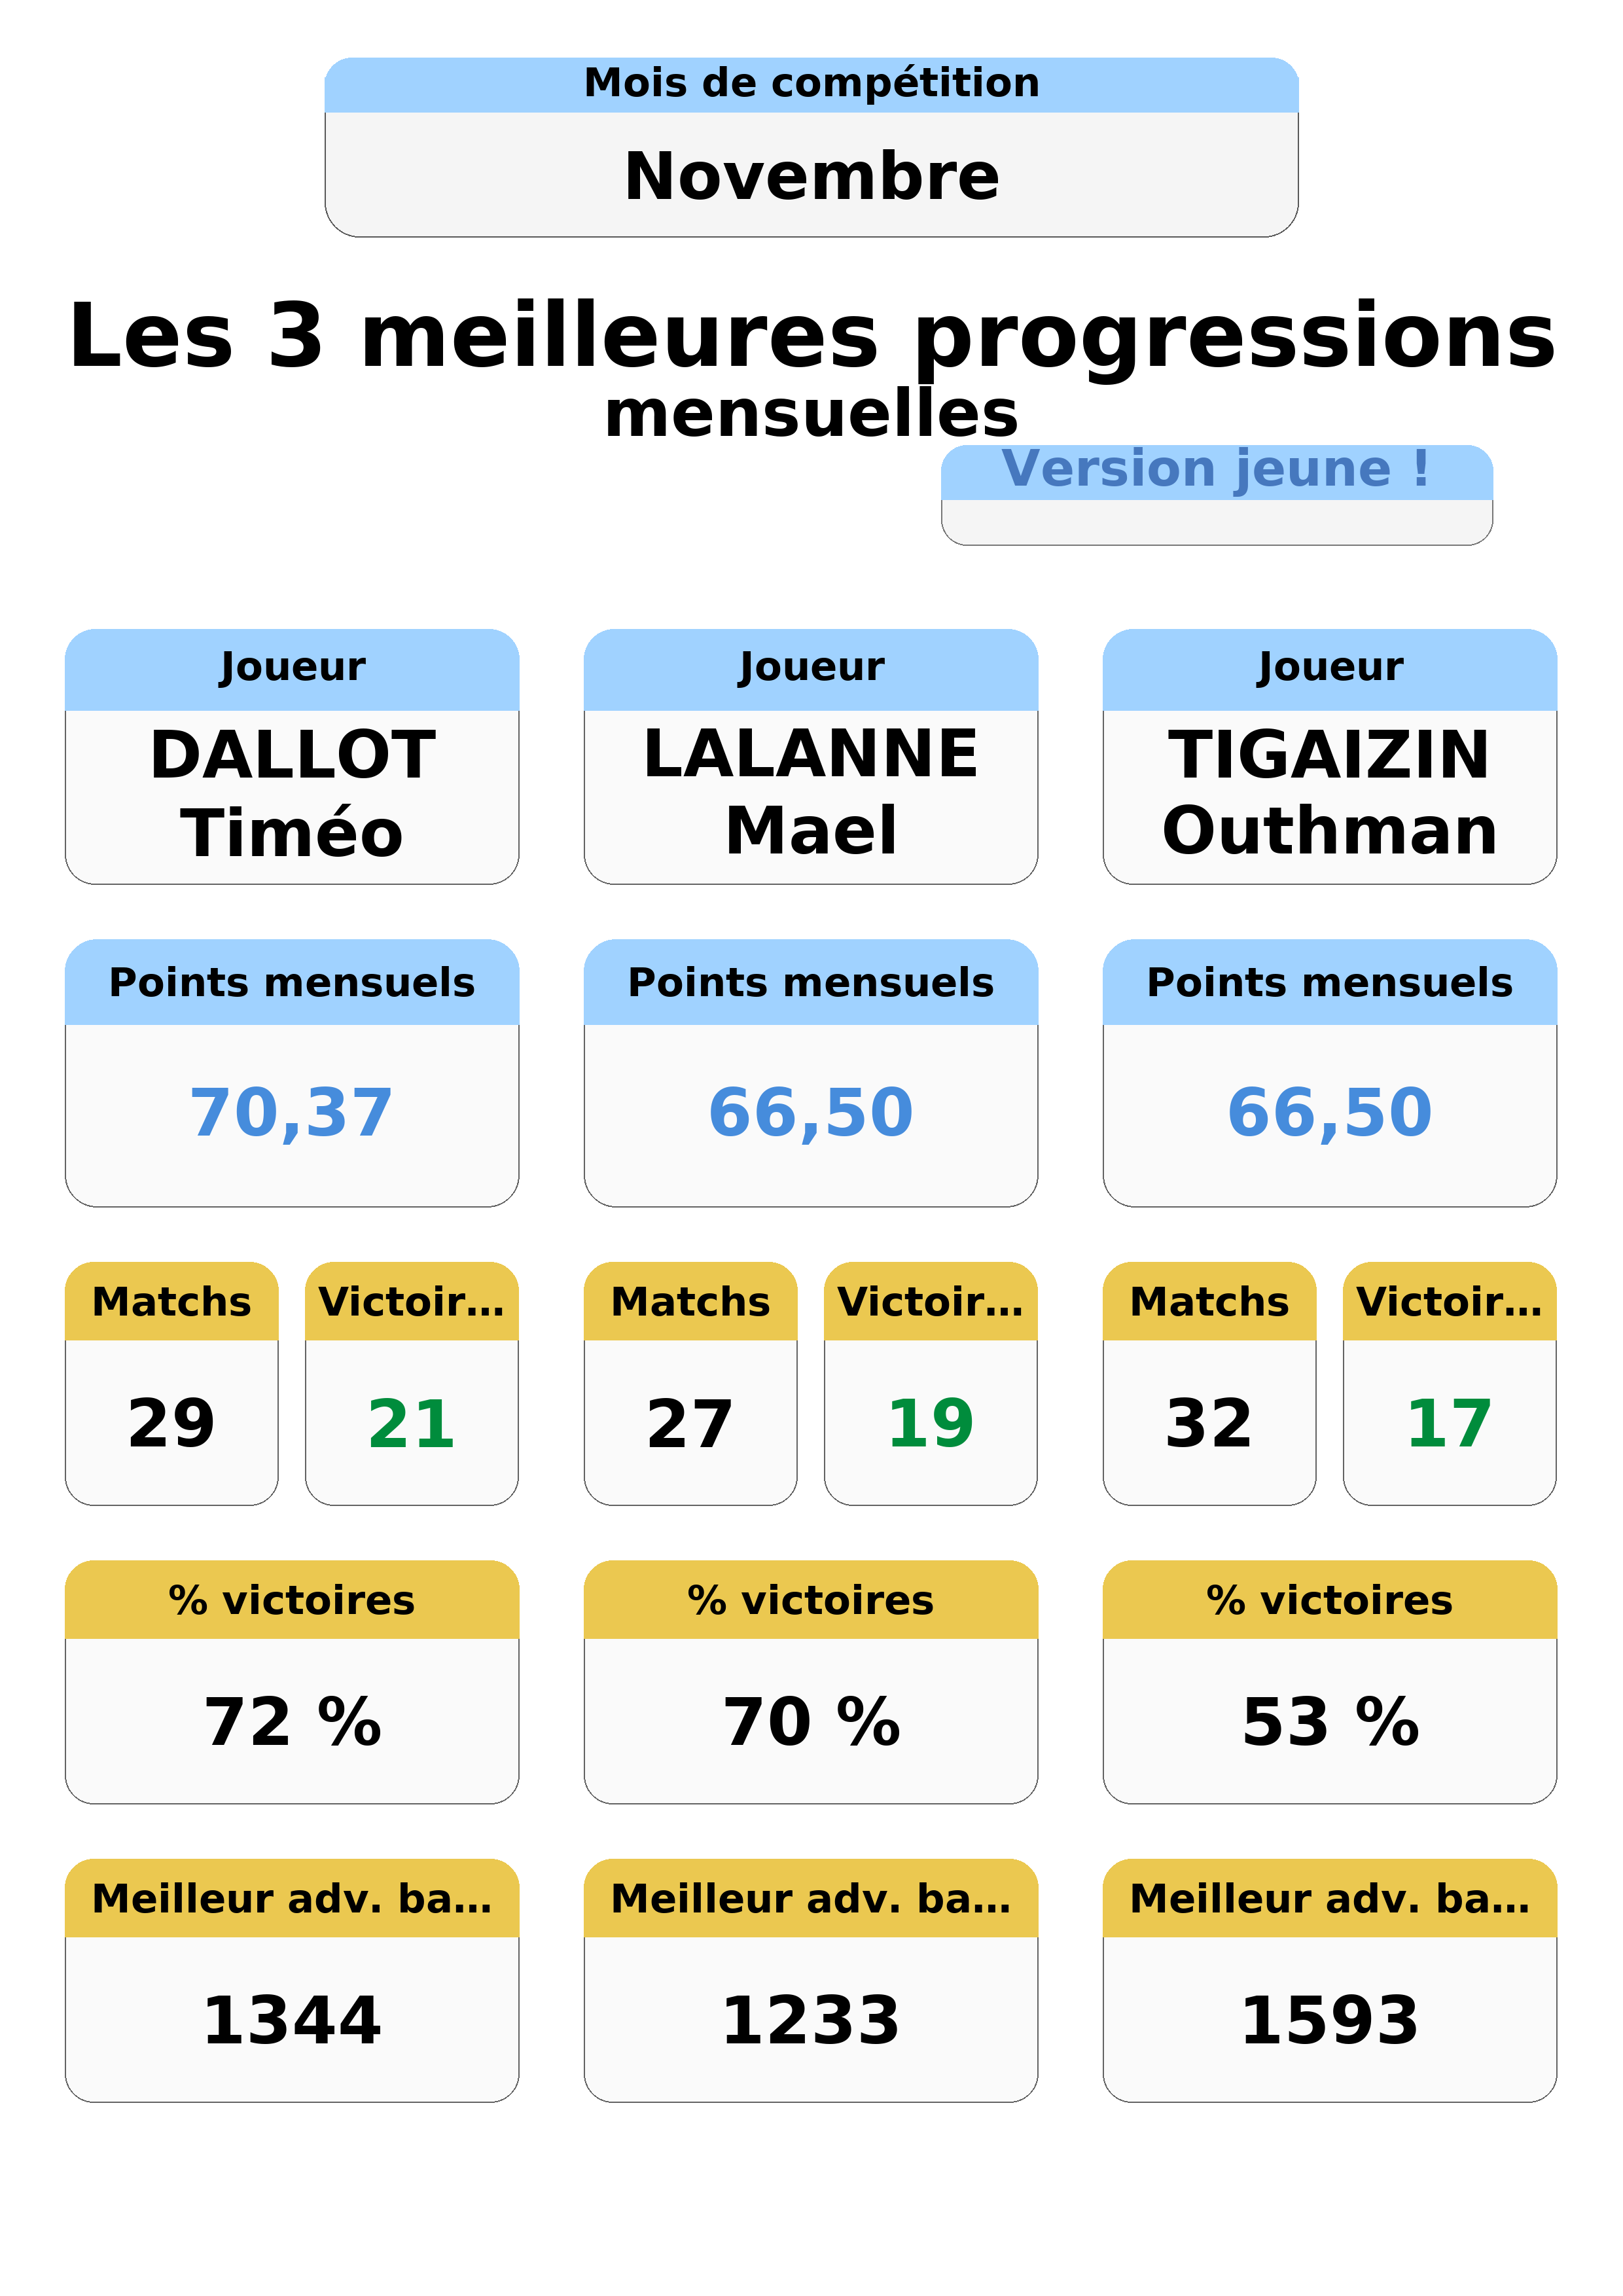 Mois de compétition
Novembre
Les 3 meilleures progressions
mensuelles
Version jeune !
Joueur Joueur Joueur
DALLOT LALANNE TIGAIZIN
Timéo Mael Outhman
Points mensuels Points mensuels Points mensuels
70,37 66,50 66,50
Matchs Victoir... Matchs Victoir... Matchs Victoir...
29 21 27 19 32 17
% victoires % victoires % victoires
72 % 70 % 53 %
Meilleur adv. ba... Meilleur adv. ba... Meilleur adv. ba...
1344 1233 1593